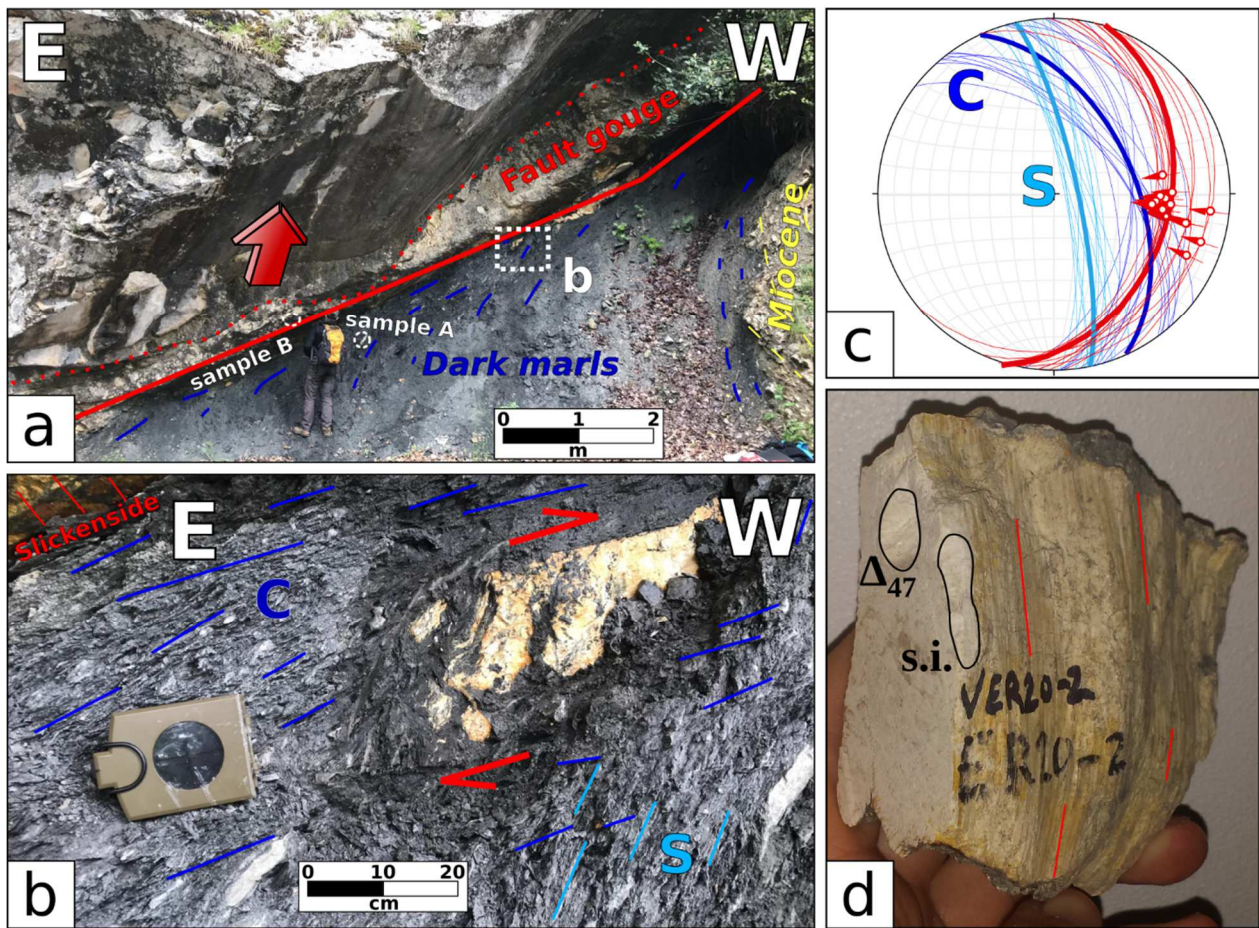 E
W
Fault gouge
Miocene
b
sample A
sample B
Dark marls
0 1 2
m
a
Slickenside
E
W
C
S
0 10 20
cm
b
C
S
c
Δ47
s.i.
VER20-2
E R20-2
d